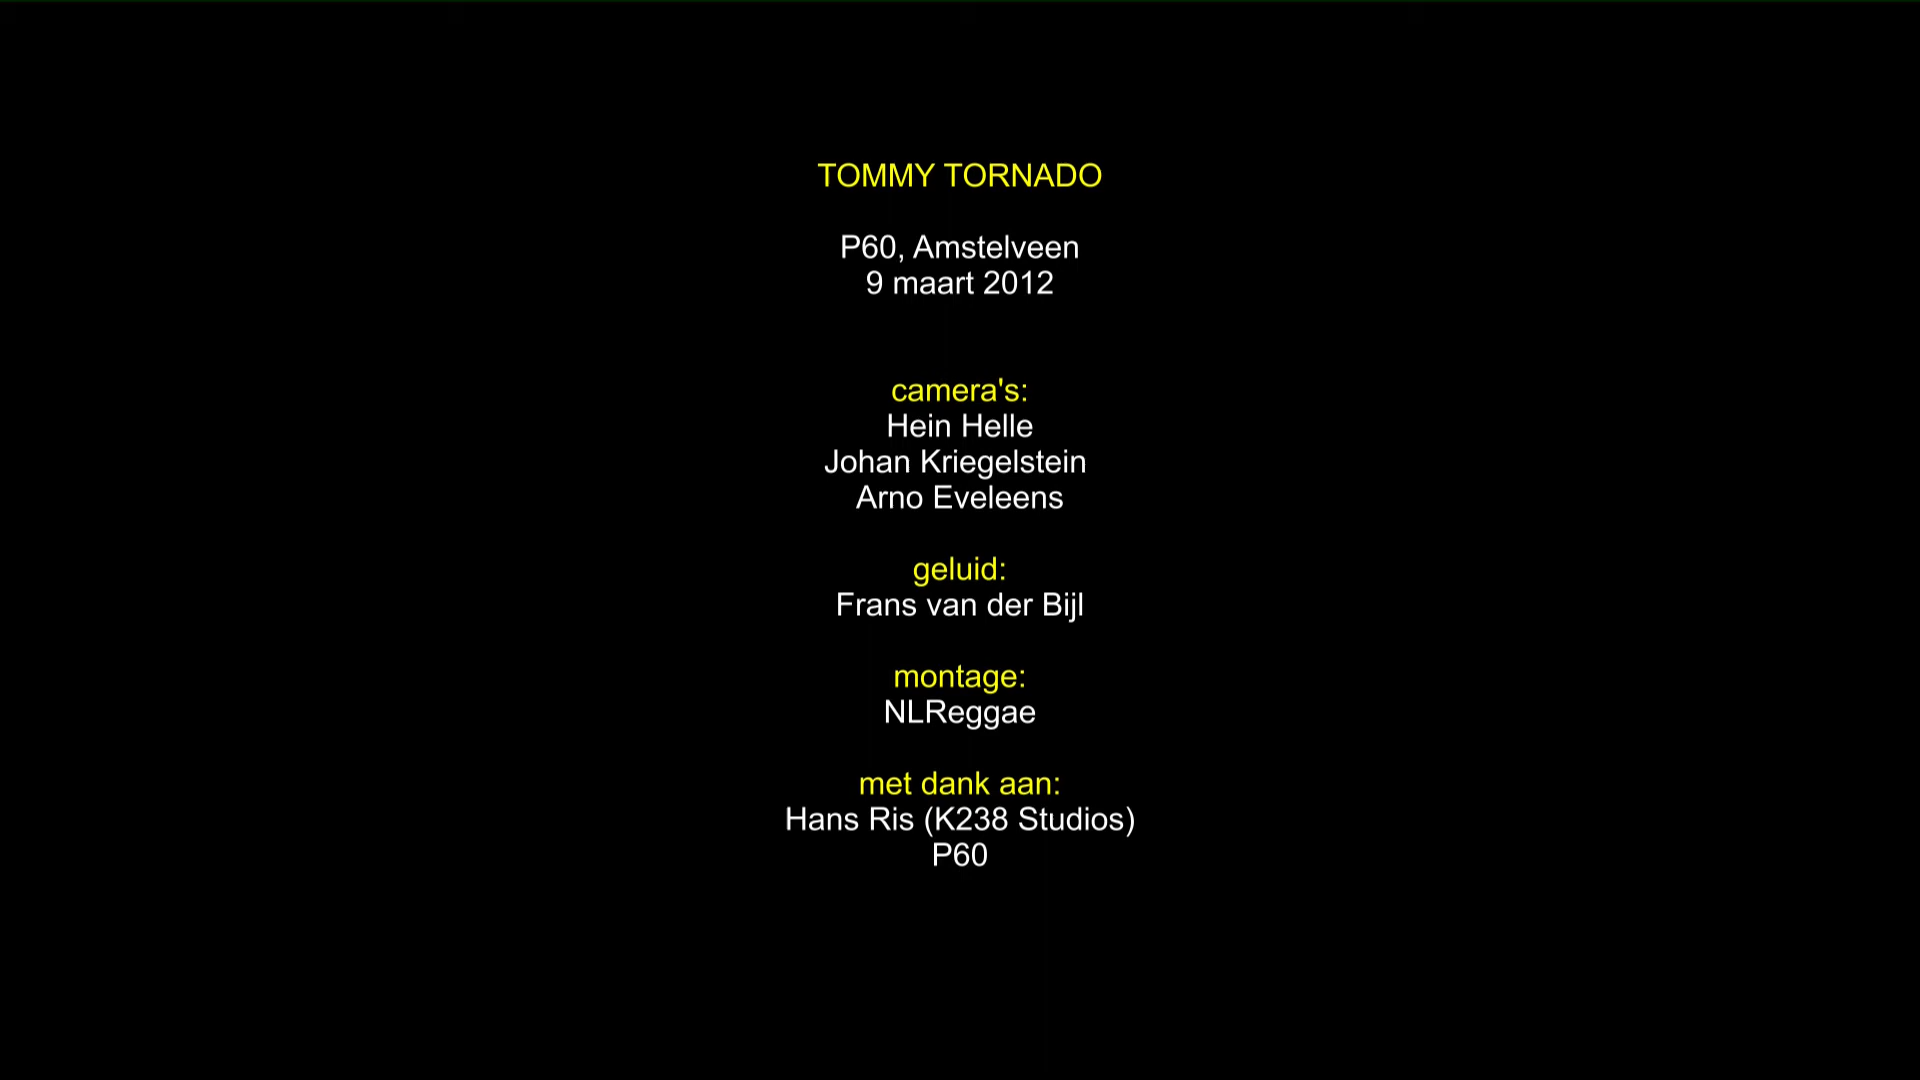 TOMMY TORNADO
P60, Amstelveen
9 maart 2012
camera's:
Hein Helle
Johan Kriegelstein
Arno Eveleens
geluid:
Frans van der Bijl
montage:
NLReggae
met dank aan:
Hans Ris (K238 Studios)
P60